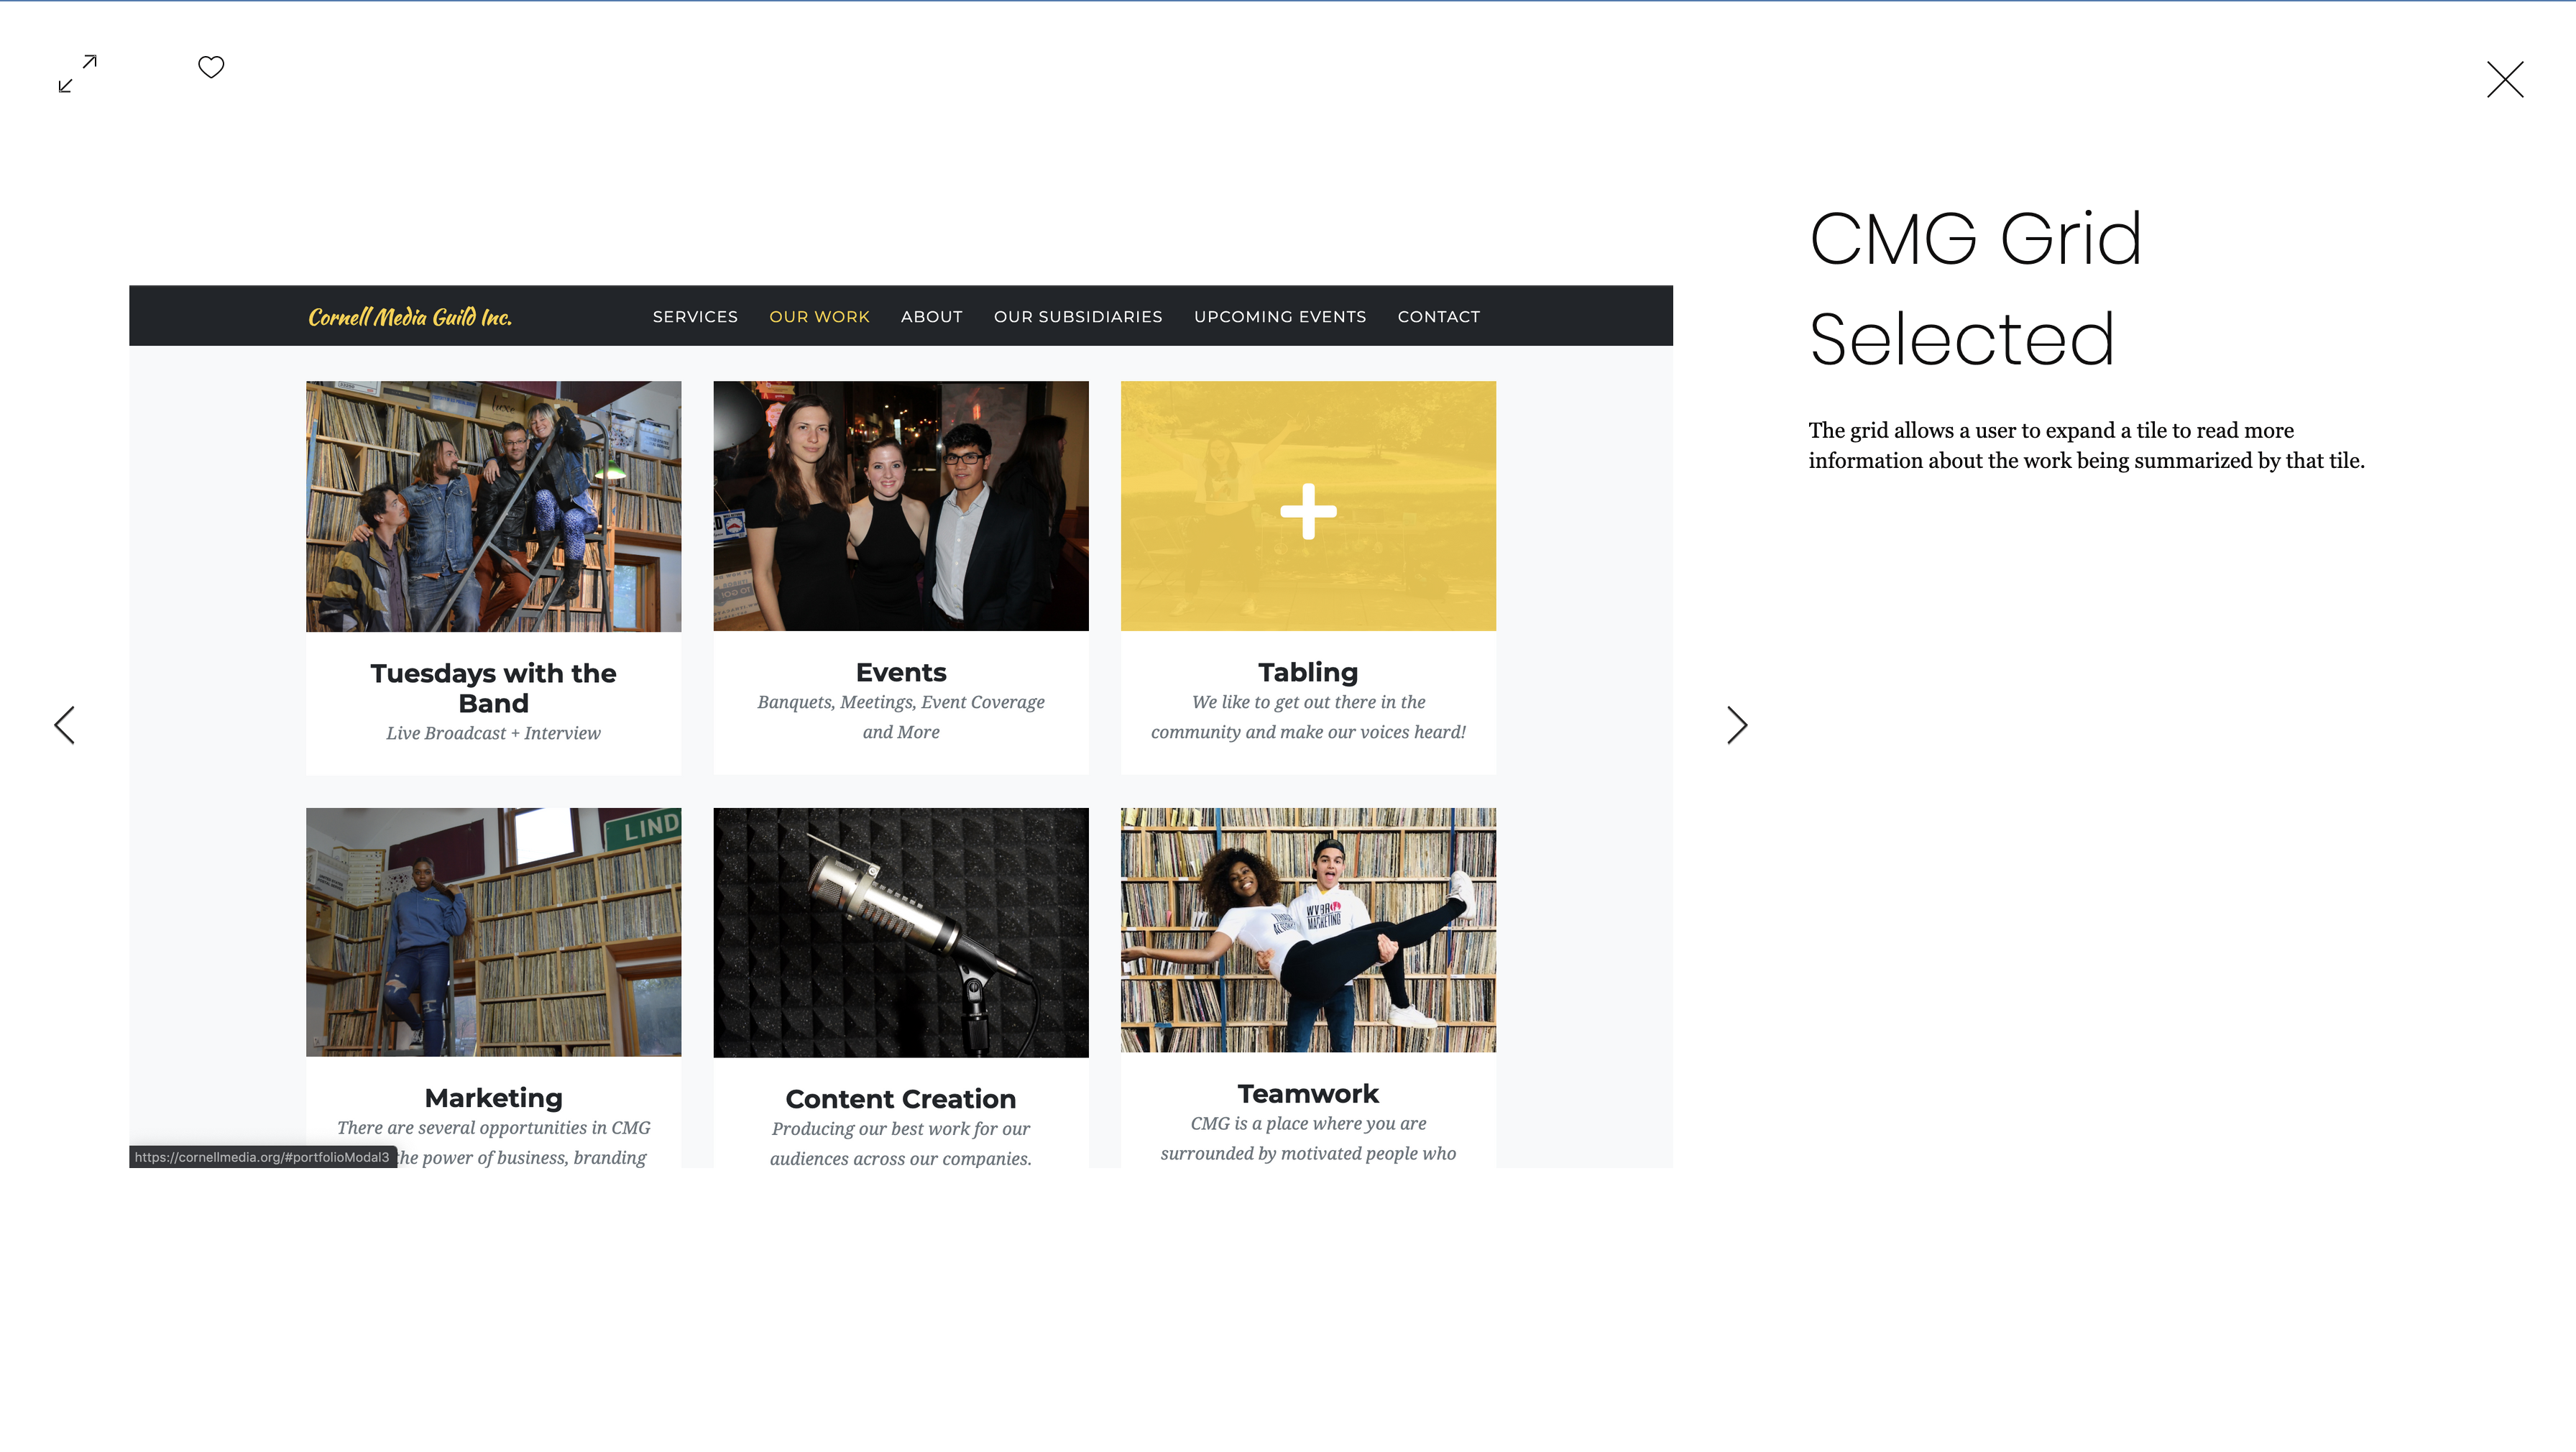 CMG Grid
Selected
The grid allows a user to expand a tile to read more
information about the work being summarized by that tile.
Cornell Media Guild Inc.
SERVICES OUR WORK ABOUT OUR SUBSIDIARIES UPCOMING EVENTS CONTACT
Tuesdays with the
Band
Live Broadcast + Interview
Events
Banquets, Meetings, Event Coverage
and More
Tabling
We like to get out there in the
community and make our voices heard!
LIND
WVBR
MARKETING
Marketing
There are several opportunities in CMG
the power of business, branding
Content Creation
Producing our best work for our
audiences across our companies.
Teamwork
CMG is a place where you are
surrounded by motivated people who
https://cornellmedia.org/#portfolioModal3